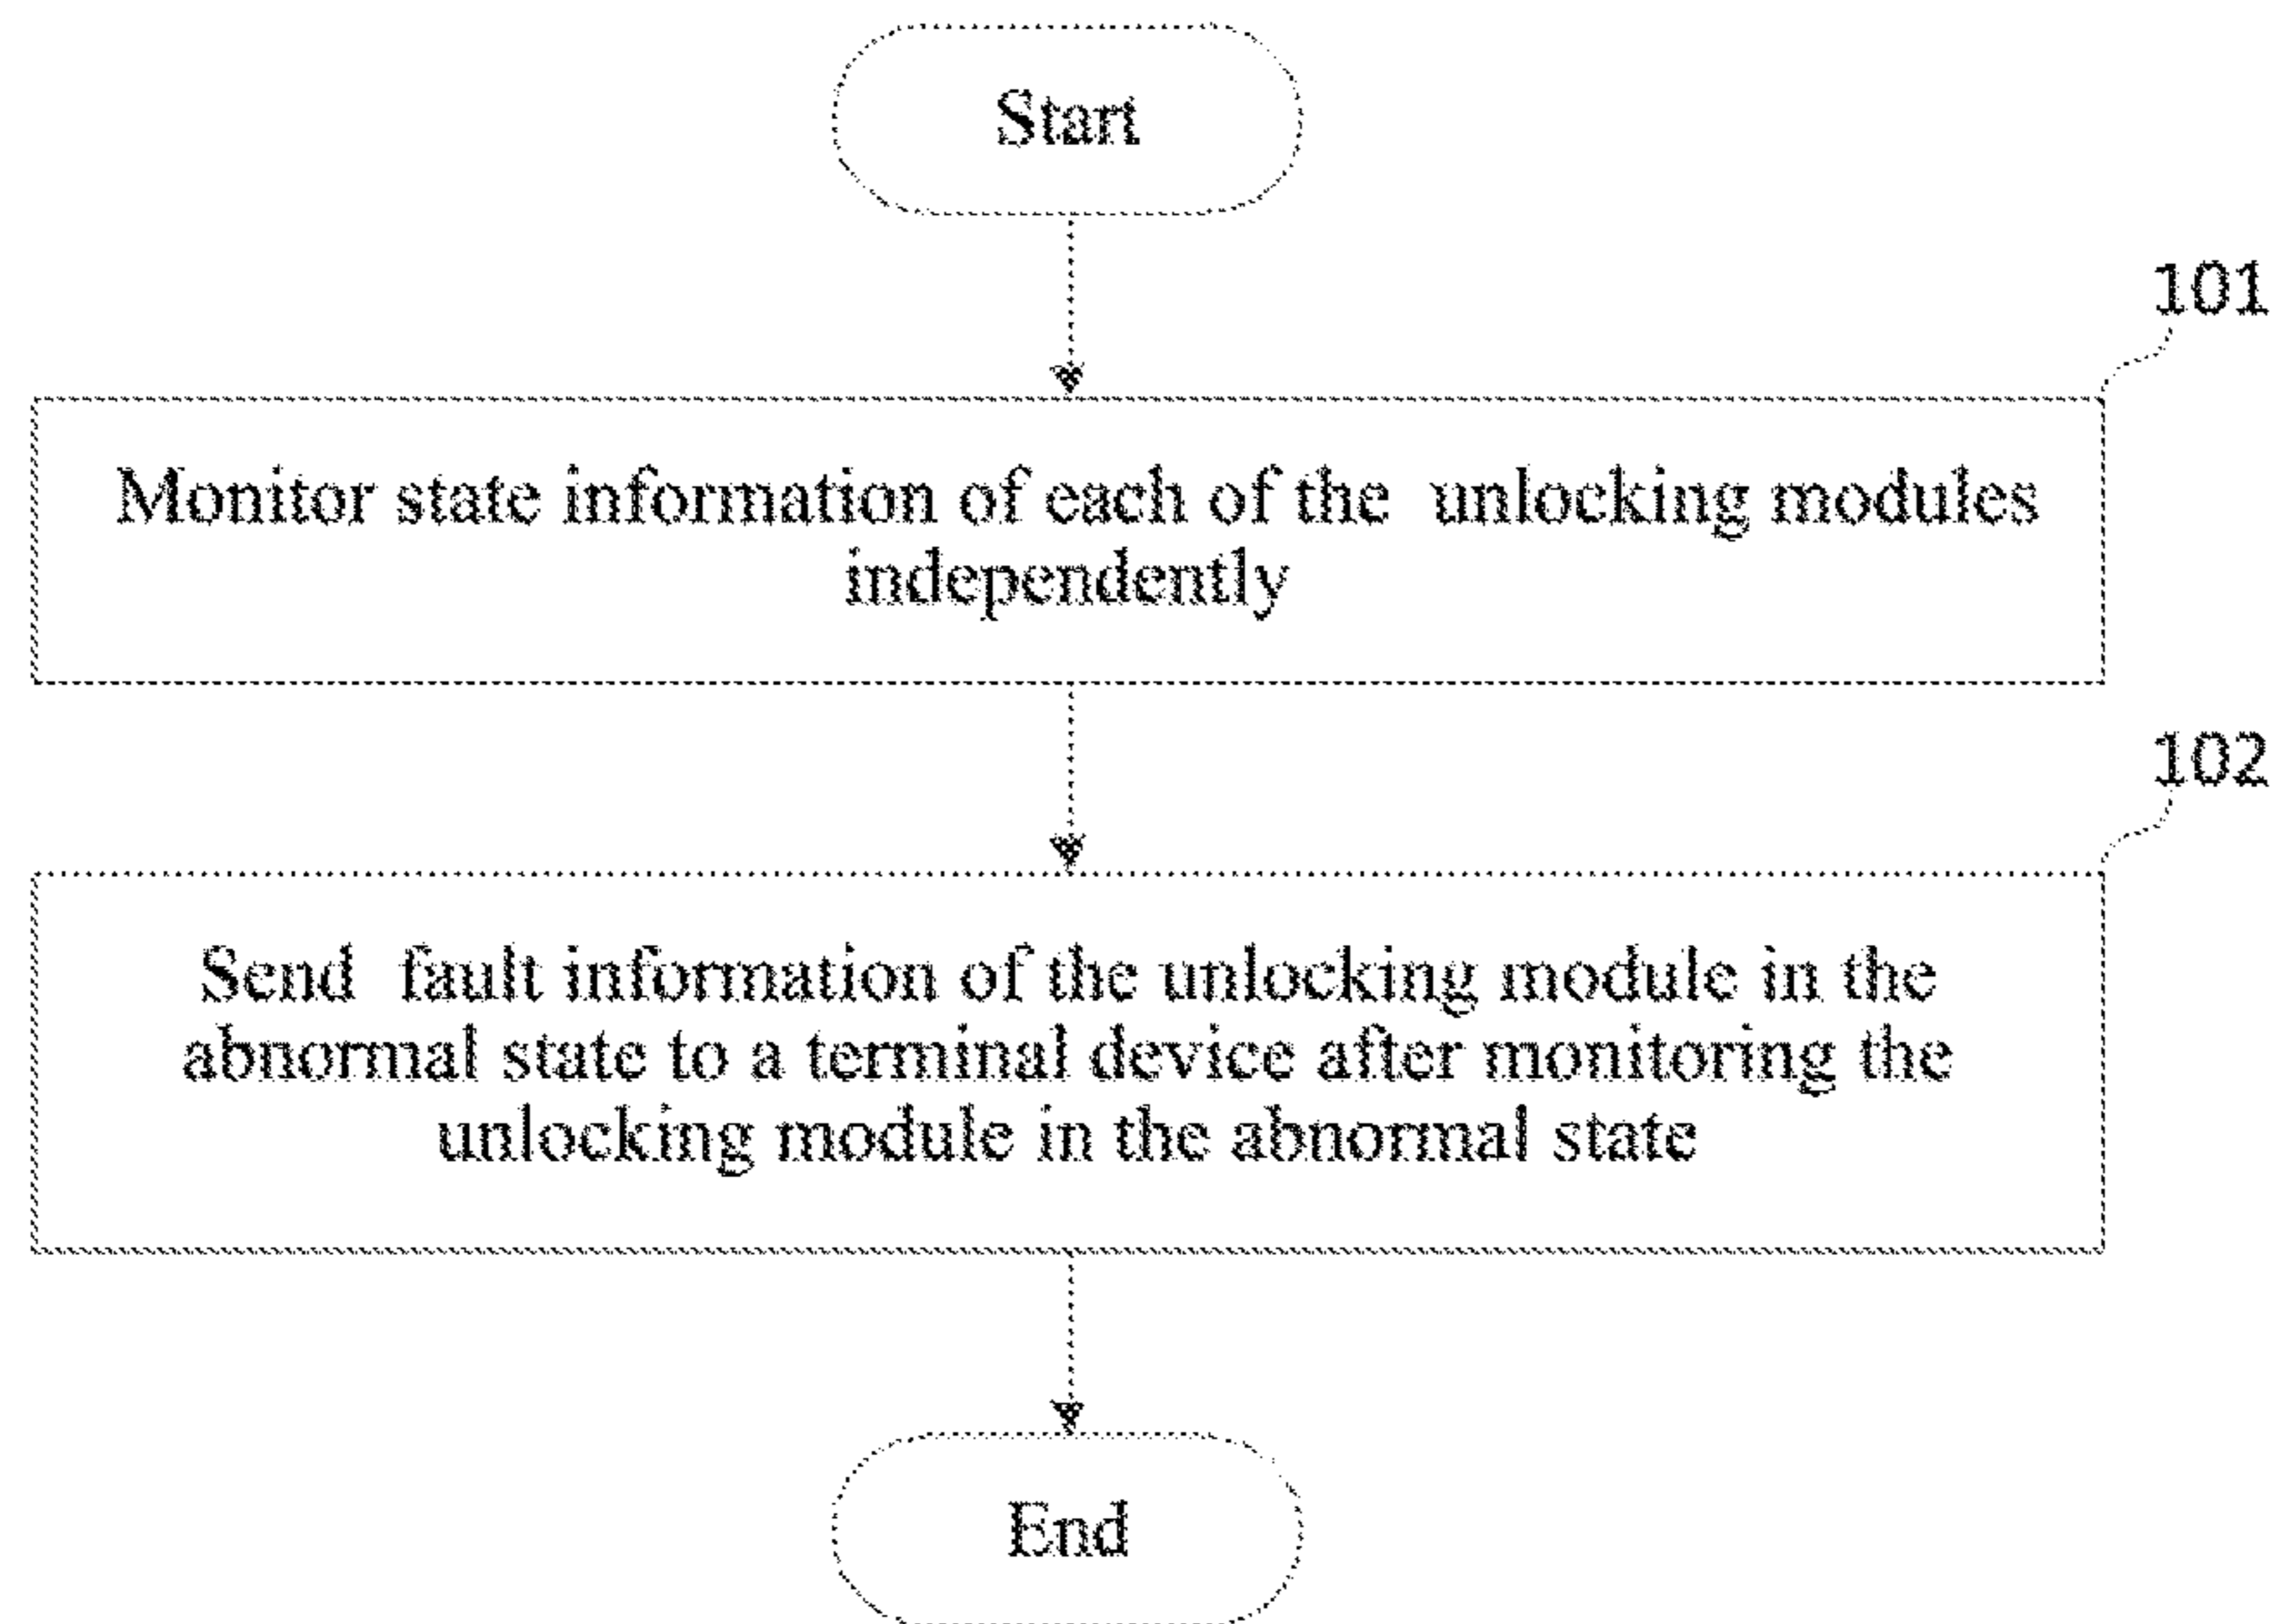 Start
101
Monitor state information of each of the unlocking modules
independently
102
Send fault information of the unlocking module in the
abnormal state to a terminal device after monitoring the
unlocking module in the abnormal state
End